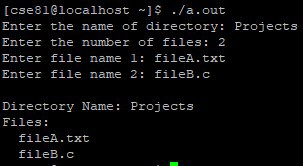 [cse81@localhost ~]$ ./a.out
Enter the name of directory: Projects
Enter the number of files: 2
Enter file name 1: fileA.txt
Enter file name 2: fileB.c
Directory Name: Projects
Files:
fileA.txt
fileB.c